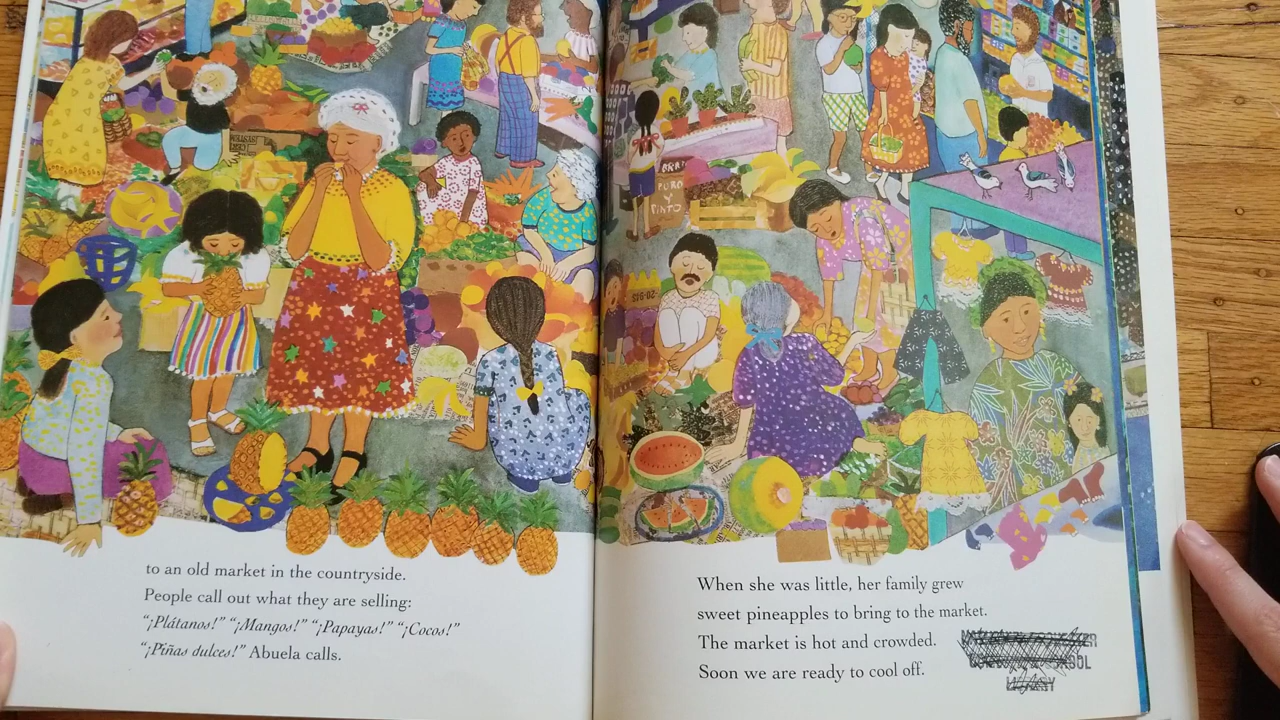 to an old market in the countryside.
People call out what they are selling:
“¡Plátanos!” “¡Mangos!” “¡Papayas!” “¡Cocos!”
“¡Piñas dulces!” Abuela calls.
PURO
Y
When she was little, her family grew
sweet pineapples to bring to the market.
The market is hot and crowded.
Soon we are ready to cool off.